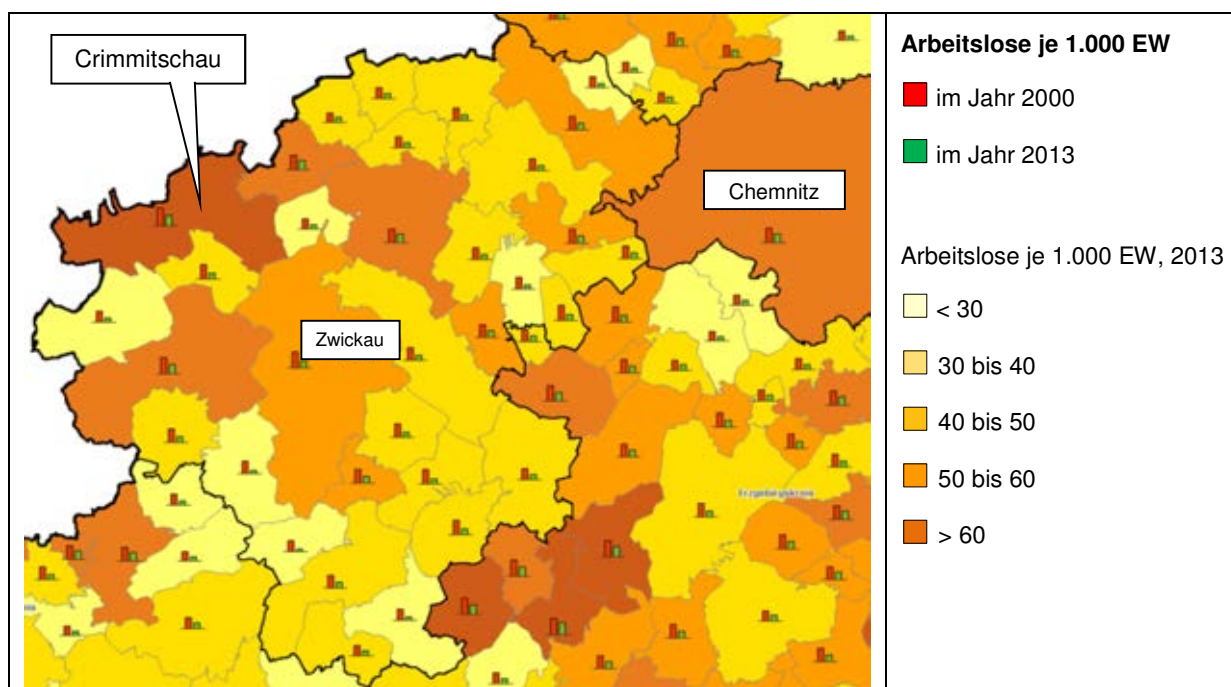 Crimmitschau
Chemnitz
Zwickau
Erzgebirgskreis
Arbeitslose je 1.000 EW
im Jahr 2000
im Jahr 2013
Arbeitslose je 1.000 EW, 2013
< 30
30 bis 40
40 bis 50
50 bis 60
> 60